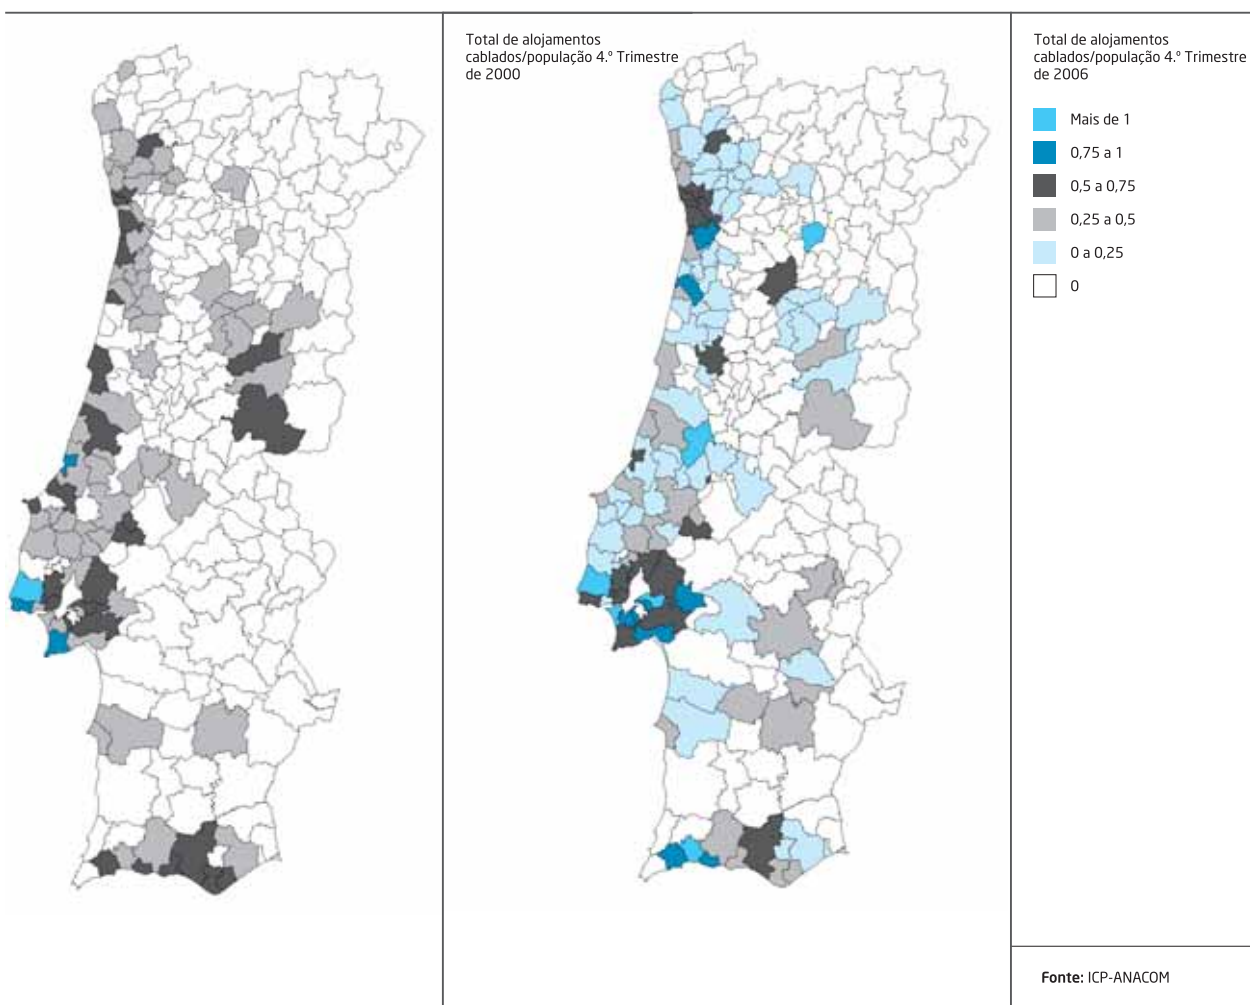 Total de alojamentos
cablados/população 4.º Trimestre
de 2000
Total de alojamentos
cablados/população 4.º Trimestre
de 2006
Mais de 1
0,75 a 1
0,5 a 0,75
0,25 a 0,5
0 a 0,25
0
Fonte: ICP-ANACOM